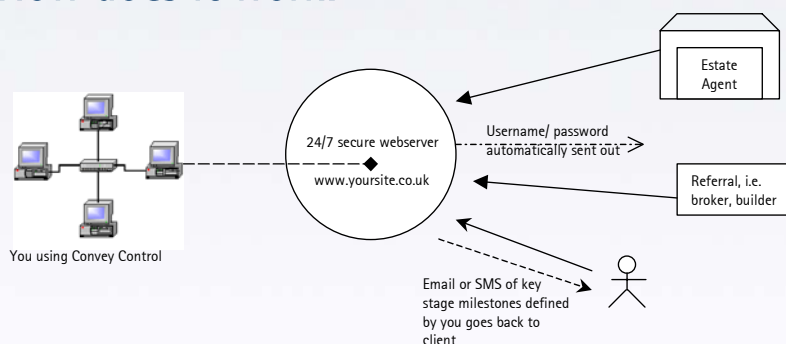 You using Convey Control
24/7 secure webserver
www.yoursite.co.uk
Estate
Agent
Username/ password
automatically sent out
Referral, i.e.
broker, builder
Email or SMS of key
stage milestones defined
by you goes back to
client